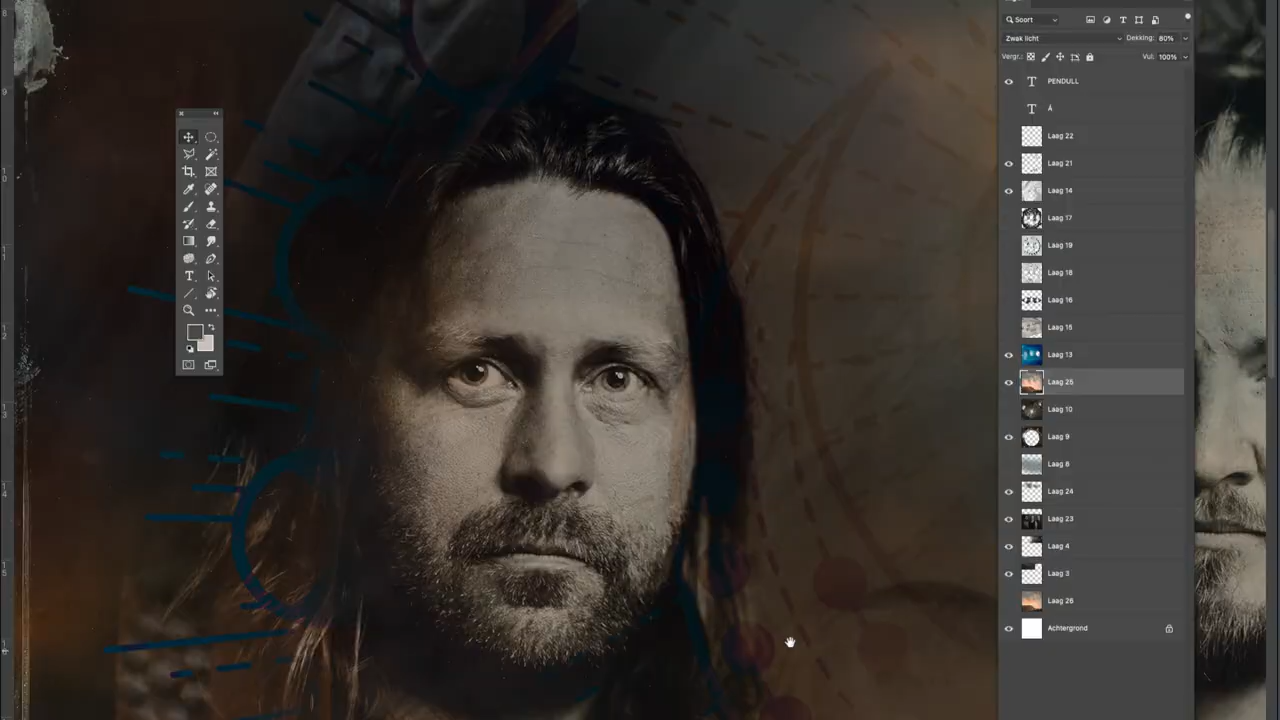 Soort
Zwak licht
Dekking: 80%
Vergr.:
Vul: 100%
PENDULL
A
Laag 22
Laag 21
Laag 14
Laag 17
Laag 19
Laag 18
Laag 16
Laag 15
Laag 13
Laag 25
Laag 10
Laag 9
Laag 8
Laag 24
Laag 23
Laag 4
Laag 3
Laag 26
Achtergrond